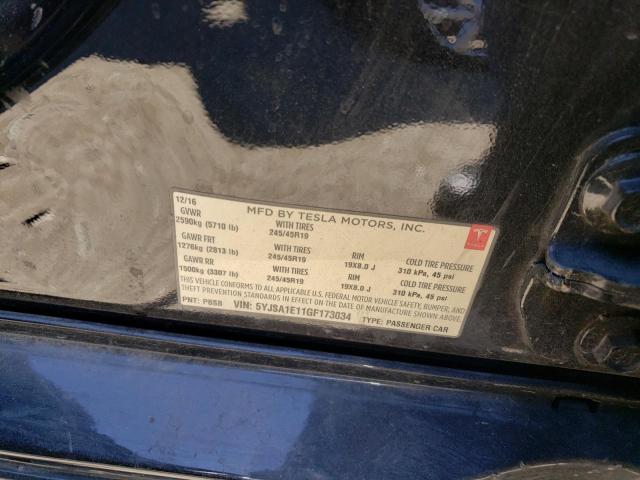 12/16 MFD BY TESLA MOTORS, INC.
GVWR WITH TIRES
2590kg (5710 lb) 245/45R19
GAWR FRT WITH TIRES RIM COLD TIRE PRESSURE
1276kg (2813 lb) 245/45R19 19X8.0 J 310 kPa, 45 psi
GAWR RR WITH TIRES RIM COLD TIRE PRESSURE
1500kg (3307 lb) 245/45R19 19X8.0 J 310 kPa, 45 psi
THIS VEHICLE CONFORMS TO ALL APPLICABLE U.S. FEDERAL MOTOR VEHICLE SAFETY, BUMPER, AND
THEFT PREVENTION STANDARDS IN EFFECT ON THE DATE OF MANUFACTURE SHOWN ABOVE.
PNT: PBSB VIN: 5YJSA1E11GF173034 TYPE: PASSENGER CAR